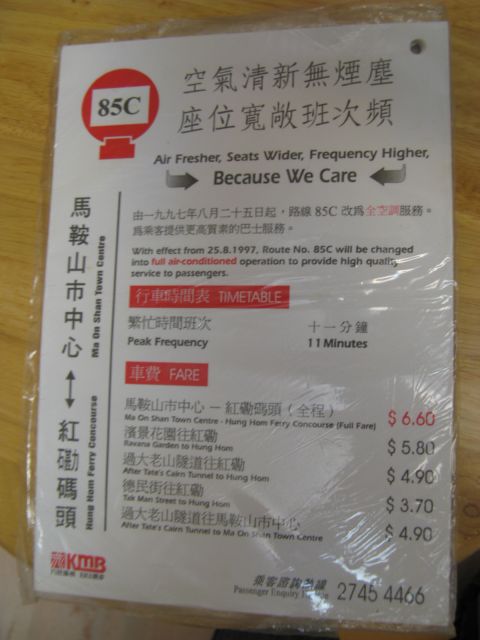 85C
空氣清新無煙塵
座位寬敞班次頻
Air Fresher, Seats Wider, Frequency Higher,
Because We Care
馬鞍山市中心 ↔ 紅磡碼頭
Ma On Shan Town Centre
Hung Hom Ferry Concourse
由一九九七年八月二十五日起，路線 85C 改爲全空調服務。
爲乘客提供更高質素的巴士服務。
With effect from 25.8.1997, Route No. 85C will be changed
into full air-conditioned operation to provide high quality
service to passengers.
行車時間表 TIMETABLE
繁忙時間班次 十一分鐘
Peak Frequency 11 Minutes
車費 FARE
馬鞍山市中心 — 紅磡碼頭（全程）
Ma On Shan Town Centre - Hung Hom Ferry Concourse (Full Fare) $ 6.60
濱景花園往紅磡
Ravana Garden to Hung Hom $ 5.80
過大老山隧道往紅磡
After Tate's Cairn Tunnel to Hung Hom $ 4.90
德民街往紅磡
Tak Man Street to Hung Hom $ 3.70
過大老山隧道往馬鞍山市中心
After Tate's Cairn Tunnel to Ma On Shan Town Centre $ 4.90
KMB
乘客諮詢熱線
Passenger Enquiry Hotline 2745 4466